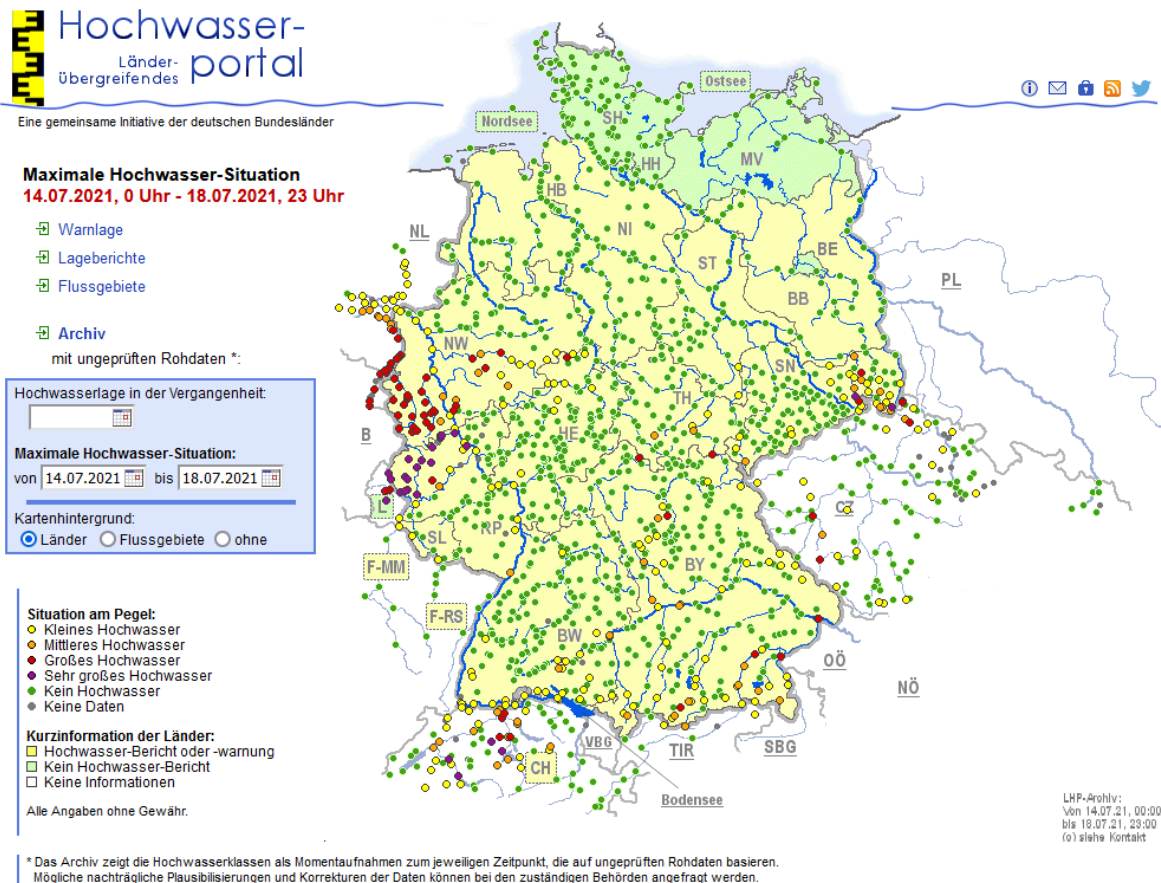 Hochwasser-
Länder-
übergreifendes portal
Eine gemeinsame Initiative der deutschen Bundesländer
Maximale Hochwasser-Situation
14.07.2021, 0 Uhr - 18.07.2021, 23 Uhr
Warnlage
Lageberichte
Flussgebiete
Archiv
mit ungeprüften Rohdaten *:
Hochwasserlage in der Vergangenheit:
Maximale Hochwasser-Situation:
von 14.07.2021 bis 18.07.2021
Kartenhintergrund:
Länder Flussgebiete ohne
Situation am Pegel:
Kleines Hochwasser
Mittleres Hochwasser
Großes Hochwasser
Sehr großes Hochwasser
Kein Hochwasser
Keine Daten
Kurzinformation der Länder:
Hochwasser-Bericht oder -warnung
Kein Hochwasser-Bericht
Keine Informationen
Alle Angaben ohne Gewähr.
Ostsee
Nordsee
SH
HH
MV
HB
NI
NL
ST
BE
BB
PL
NW
SN
TH
HE
B
L
CZ
RP
SL
F-MM
BY
F-RS
BW
OÖ
NÖ
VBG
TIR
SBG
CH
Bodensee
LHP-Archiv:
Von 14.07.21, 00:00
bis 18.07.21, 23:00
(o) siehe Kontakt
* Das Archiv zeigt die Hochwasserklassen als Momentaufnahmen zum jeweiligen Zeitpunkt, die auf ungeprüften Rohdaten basieren.
Mögliche nachträgliche Plausibilisierungen und Korrekturen der Daten können bei den zuständigen Behörden angefragt werden.